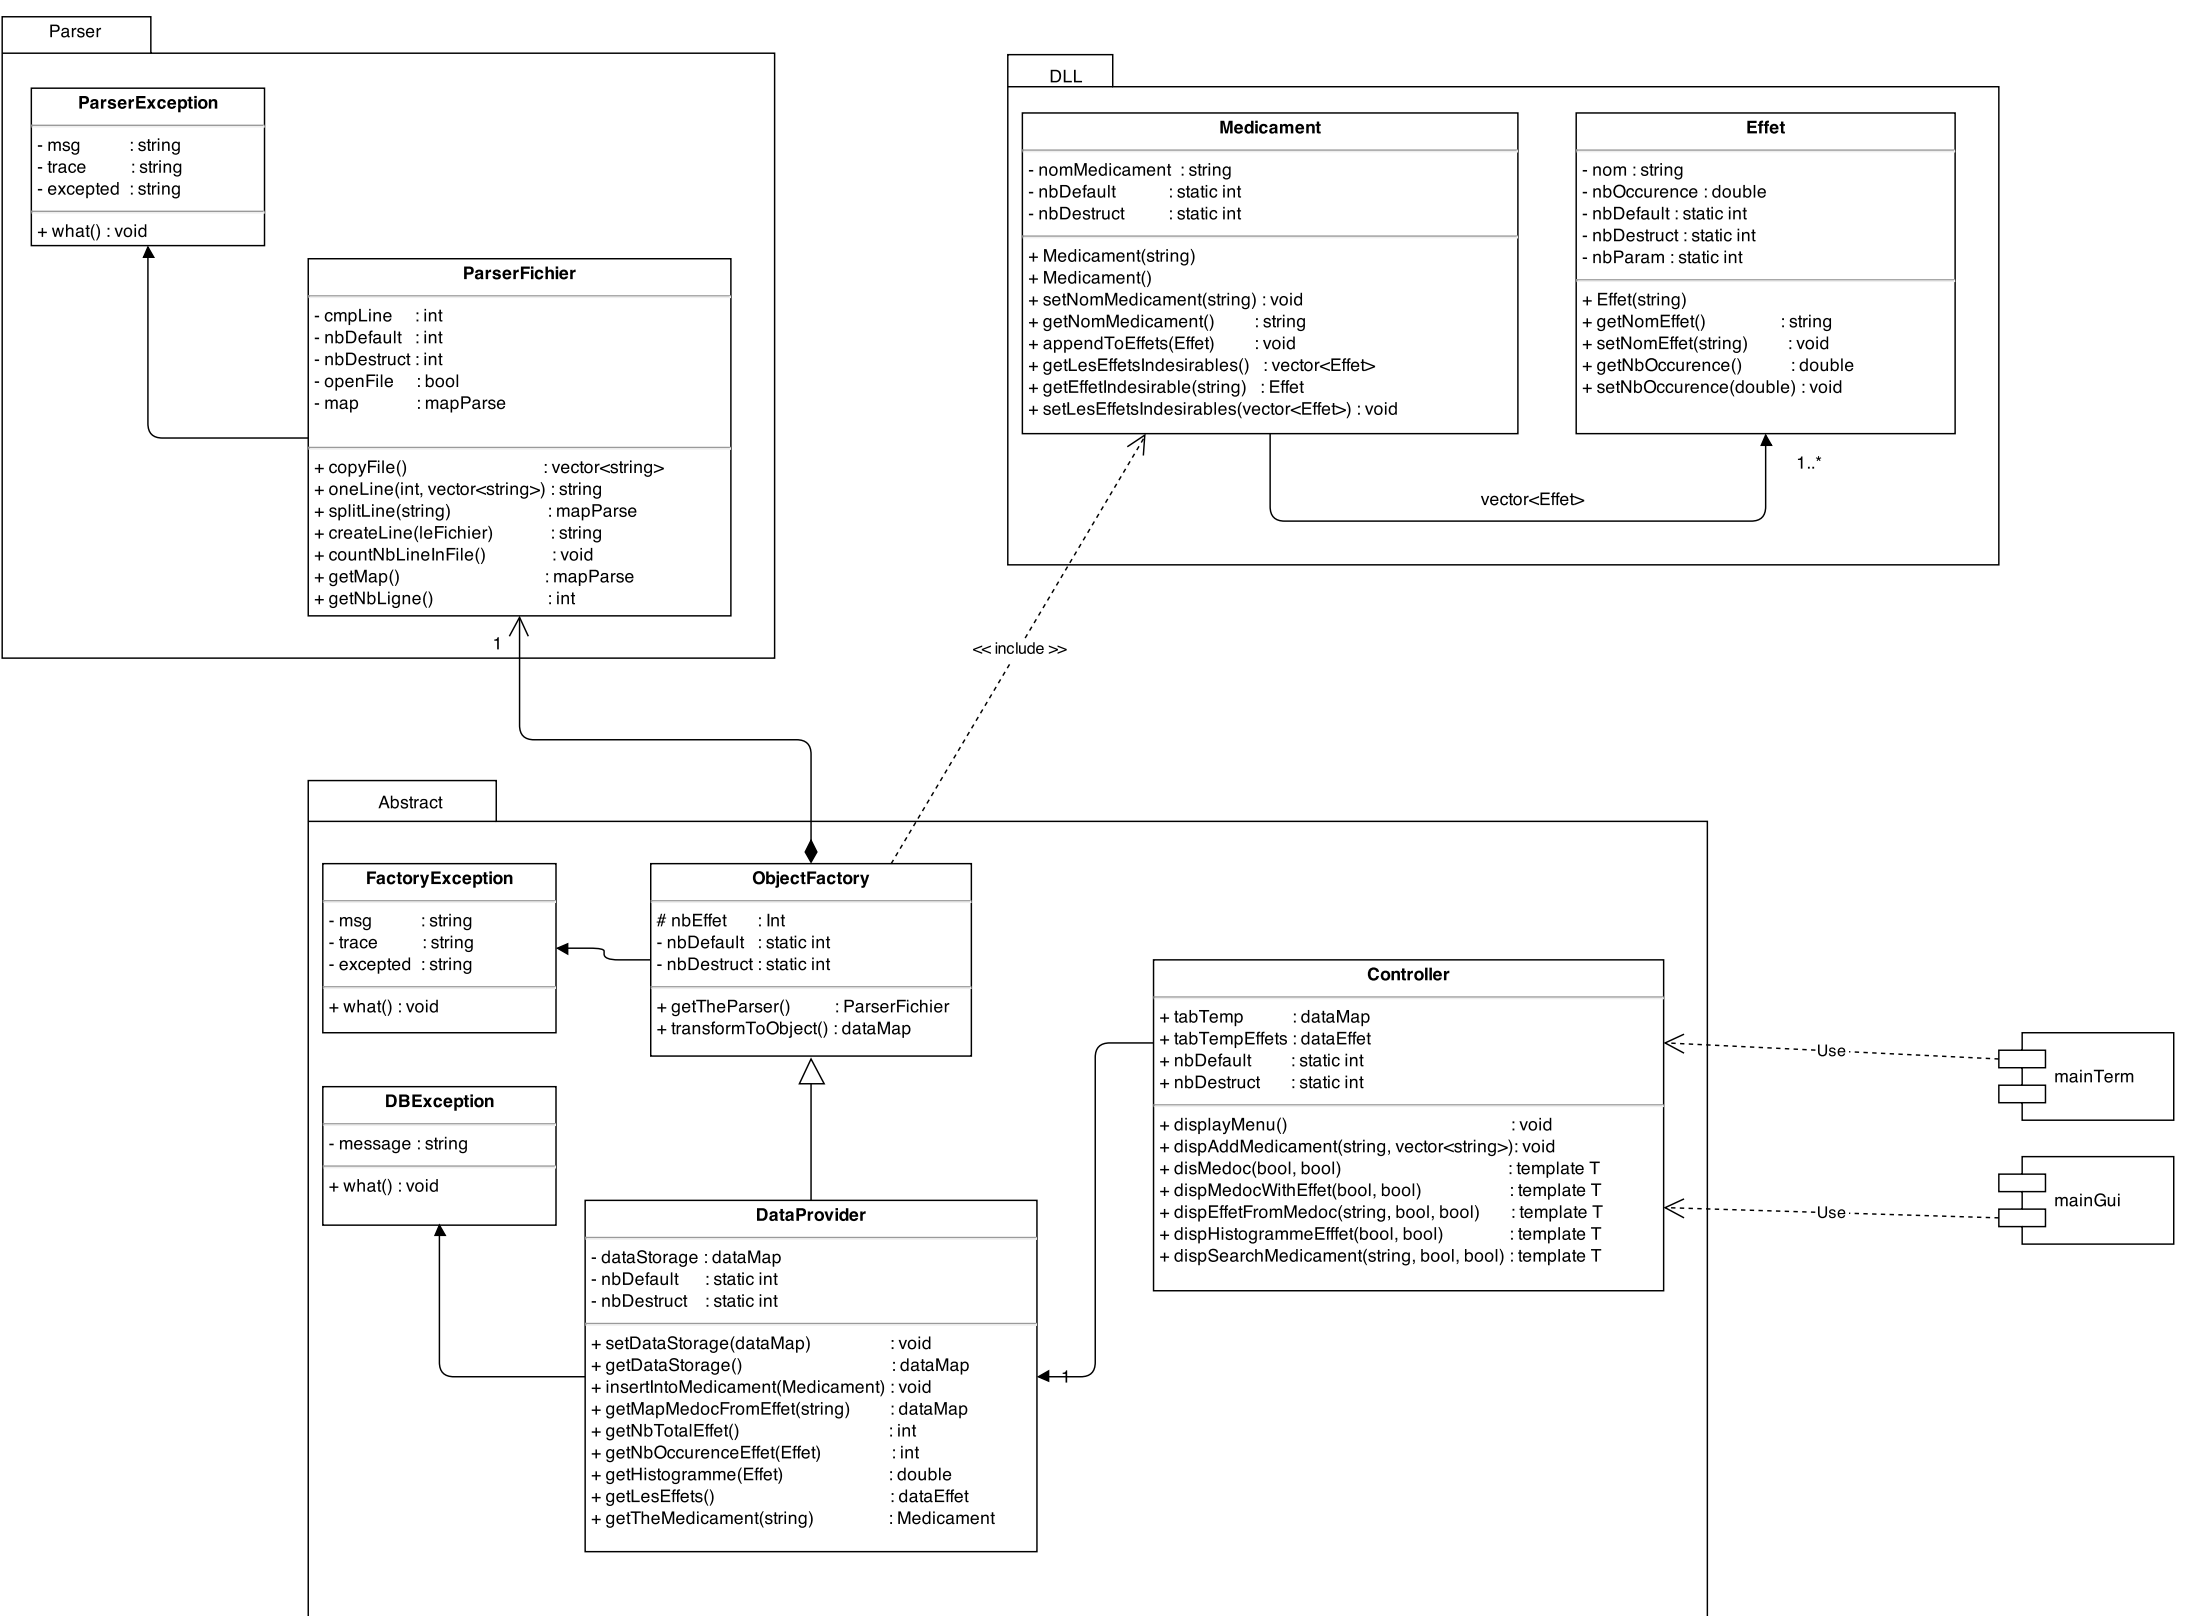 Parser
ParserException
- msg : string
- trace : string
- excepted : string
+ what() : void
ParserFichier
- cmpLine : int
- nbDefault : int
- nbDestruct : int
- openFile : bool
- map : mapParse
+ copyFile() : vector<string>
+ oneLine(int, vector<string>) : string
+ splitLine(string) : mapParse
+ createLine(leFichier) : string
+ countNbLineInFile() : void
+ getMap() : mapParse
+ getNbLigne() : int
1
DLL
Medicament
- nomMedicament : string
- nbDefault : static int
- nbDestruct : static int
+ Medicament(string)
+ Medicament()
+ setNomMedicament(string) : void
+ getNomMedicament() : string
+ appendToEffets(Effet) : void
+ getLesEffetsIndesirables() : vector<Effet>
+ getEffetIndesirable(string) : Effet
+ setLesEffetsIndesirables(vector<Effet>) : void
Effet
- nom : string
- nbOccurence : double
- nbDefault : static int
- nbDestruct : static int
- nbParam : static int
+ Effet(string)
+ getNomEffet() : string
+ setNomEffet(string) : void
+ getNbOccurence() : double
+ setNbOccurence(double) : void
1..*
vector<Effet>
<< include >>
Abstract
FactoryException
- msg : string
- trace : string
- excepted : string
+ what() : void
ObjectFactory
# nbEffet : Int
- nbDefault : static int
- nbDestruct : static int
+ getTheParser() : ParserFichier
+ transformToObject() : dataMap
DBException
- message : string
+ what() : void
DataProvider
- dataStorage : dataMap
- nbDefault : static int
- nbDestruct : static int
+ setDataStorage(dataMap) : void
+ getDataStorage() : dataMap
+ insertIntoMedicament(Medicament) : void
+ getMapMedocFromEffet(string) : dataMap
+ getNbTotalEffet() : int
+ getNbOccurenceEffet(Effet) : int
+ getHistogramme(Effet) : double
+ getLesEffets() : dataEffet
+ getTheMedicament(string) : Medicament
1
Controller
+ tabTemp : dataMap
+ tabTempEffets : dataEffet
+ nbDefault : static int
+ nbDestruct : static int
+ displayMenu() : void
+ dispAddMedicament(string, vector<string>): void
+ disMedoc(bool, bool) : template T
+ dispMedocWithEffet(bool, bool) : template T
+ dispEffetFromMedoc(string, bool, bool) : template T
+ dispHistogrammeEfffet(bool, bool) : template T
+ dispSearchMedicament(string, bool, bool) : template T
Use
mainTerm
Use
mainGui